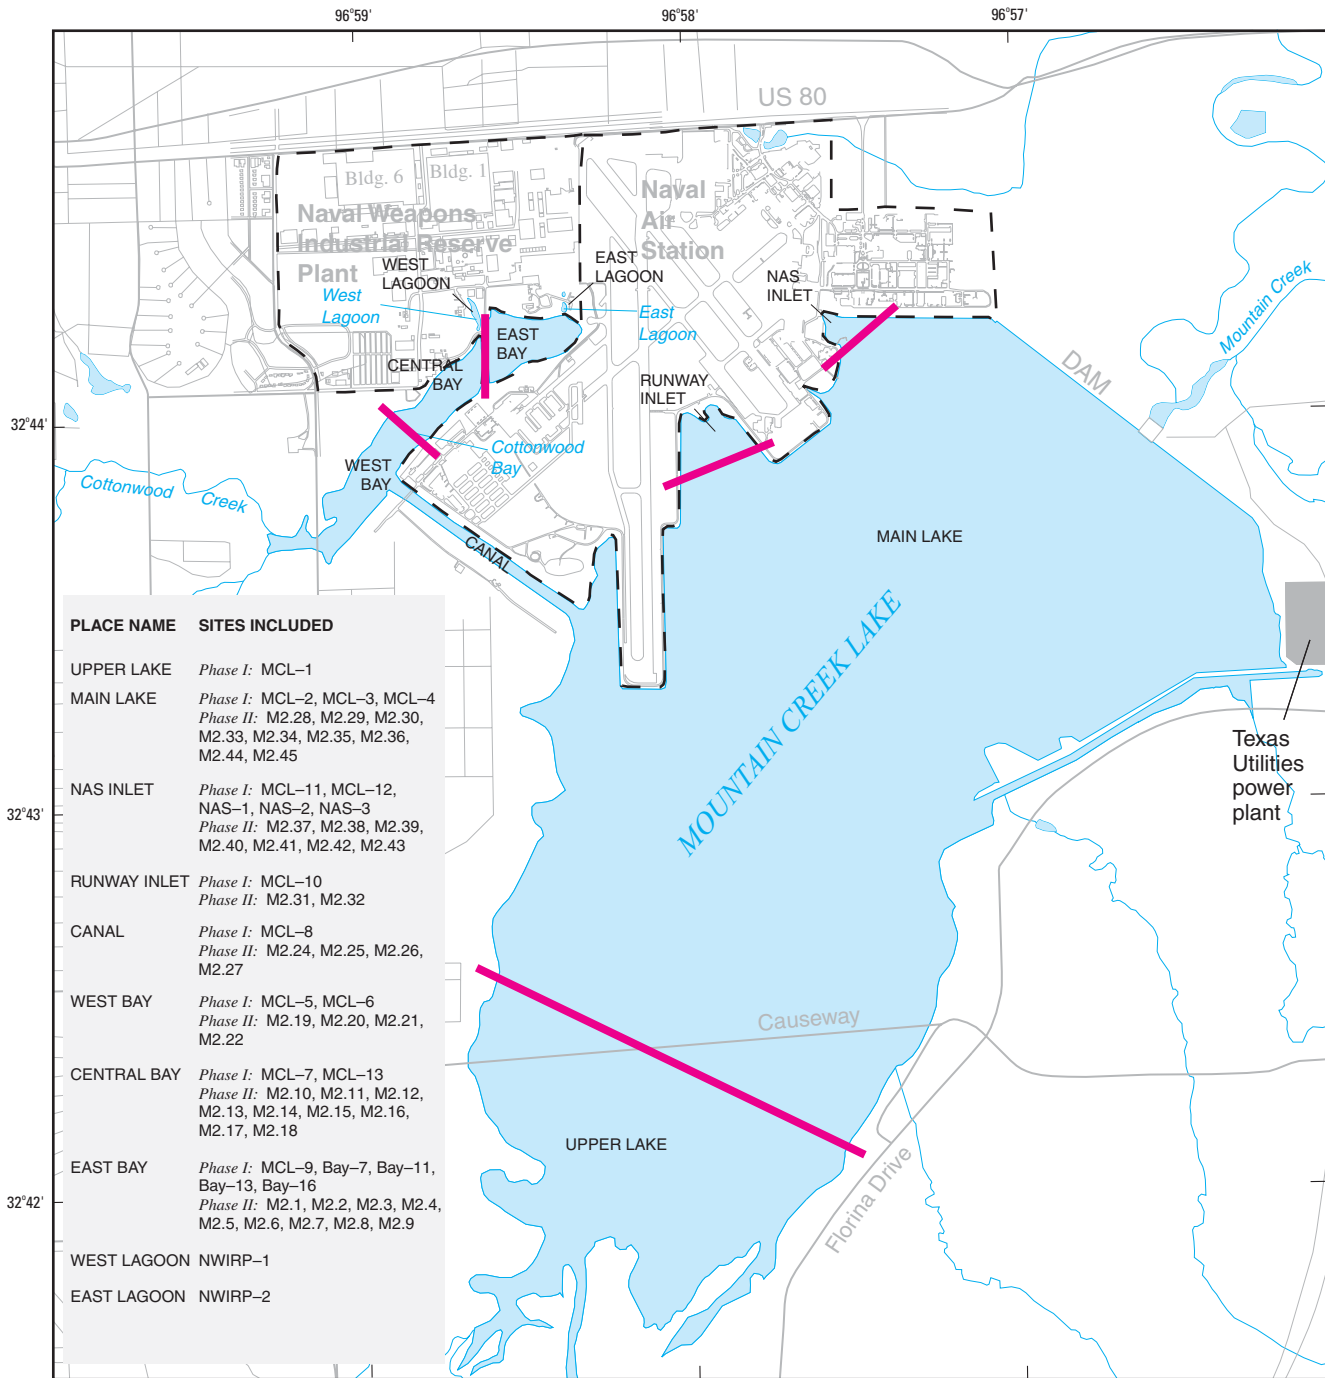 96°59'
96°58'
96°57'
US 80
Bldg. 6
Bldg. 1
Naval Weapons
Industrial Reserve
Plant
Naval
Air
Station
WEST
LAGOON
EAST
LAGOON
NAS
INLET
West
Lagoon
East
Lagoon
EAST
BAY
CENTRAL
BAY
RUNWAY
INLET
DAM
Mountain Creek
32°44'
Cottonwood
Bay
WEST
BAY
Cottonwood Creek
CANAL
MAIN LAKE
MOUNTAIN CREEK LAKE
Texas
Utilities
power
plant
32°43'
Causeway
UPPER LAKE
Florina Drive
32°42'
PLACE NAME SITES INCLUDED
UPPER LAKE Phase I: MCL–1
MAIN LAKE Phase I: MCL–2, MCL–3, MCL–4
Phase II: M2.28, M2.29, M2.30,
M2.33, M2.34, M2.35, M2.36,
M2.44, M2.45
NAS INLET Phase I: MCL–11, MCL–12,
NAS–1, NAS–2, NAS–3
Phase II: M2.37, M2.38, M2.39,
M2.40, M2.41, M2.42, M2.43
RUNWAY INLET Phase I: MCL–10
Phase II: M2.31, M2.32
CANAL Phase I: MCL–8
Phase II: M2.24, M2.25, M2.26,
M2.27
WEST BAY Phase I: MCL–5, MCL–6
Phase II: M2.19, M2.20, M2.21,
M2.22
CENTRAL BAY Phase I: MCL–7, MCL–13
Phase II: M2.10, M2.11, M2.12,
M2.13, M2.14, M2.15, M2.16,
M2.17, M2.18
EAST BAY Phase I: MCL–9, Bay–7, Bay–11,
Bay–13, Bay–16
Phase II: M2.1, M2.2, M2.3, M2.4,
M2.5, M2.6, M2.7, M2.8, M2.9
WEST LAGOON NWIRP–1
EAST LAGOON NWIRP–2